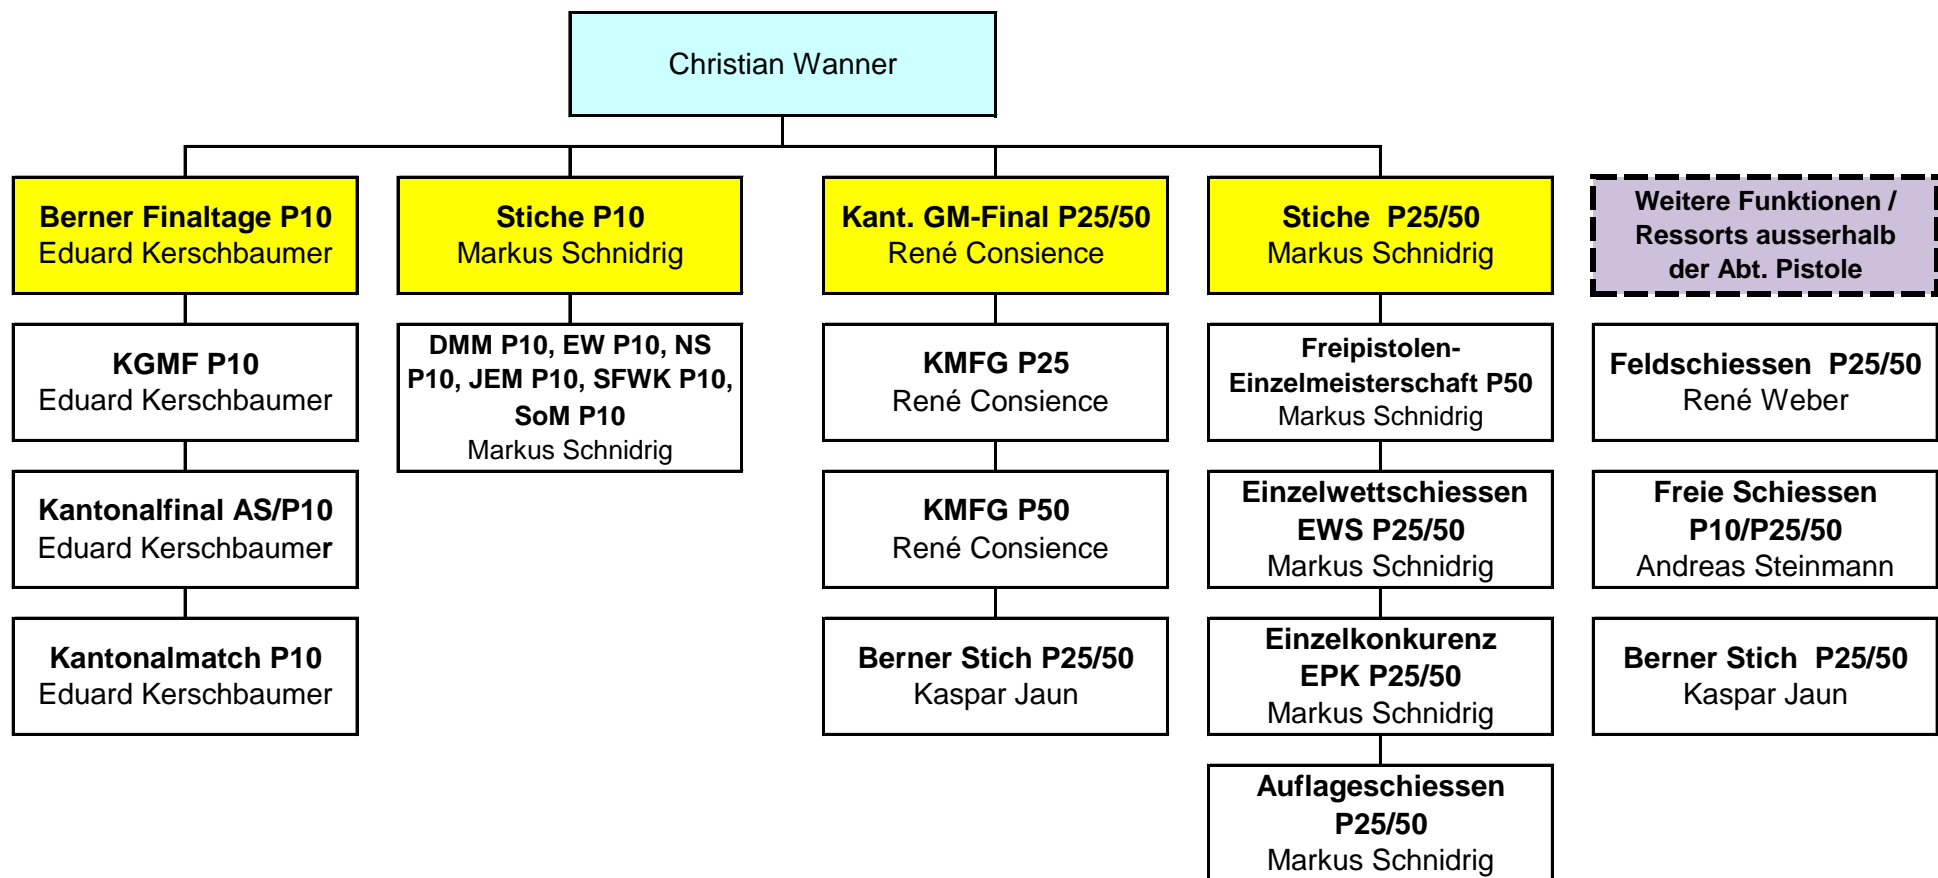 Christian Wanner
Berner Finaltage P10
Eduard Kerschbaumer
Stiche P10
Markus Schnidrig
Kant. GM-Final P25/50
René Consience
Stiche  P25/50
Markus Schnidrig
Weitere Funktionen /
Ressorts ausserhalb
der Abt. Pistole
KGMF P10
Eduard Kerschbaumer
DMM P10, EW P10, NS
P10, JEM P10, SFWK P10,
SoM P10
Markus Schnidrig
KMFG P25
René Consience
Freipistolen-
Einzelmeisterschaft P50
Markus Schnidrig
Feldschiessen  P25/50
René Weber
Kantonalfinal AS/P10
Eduard Kerschbaumer
KMFG P50
René Consience
Einzelwettschiessen
EWS P25/50
Markus Schnidrig
Freie Schiessen
P10/P25/50
Andreas Steinmann
Kantonalmatch P10
Eduard Kerschbaumer
Berner Stich P25/50
Kaspar Jaun
Einzelkonkurenz
EPK P25/50
Markus Schnidrig
Berner Stich  P25/50
Kaspar Jaun
Auflageschiessen
P25/50
Markus Schnidrig